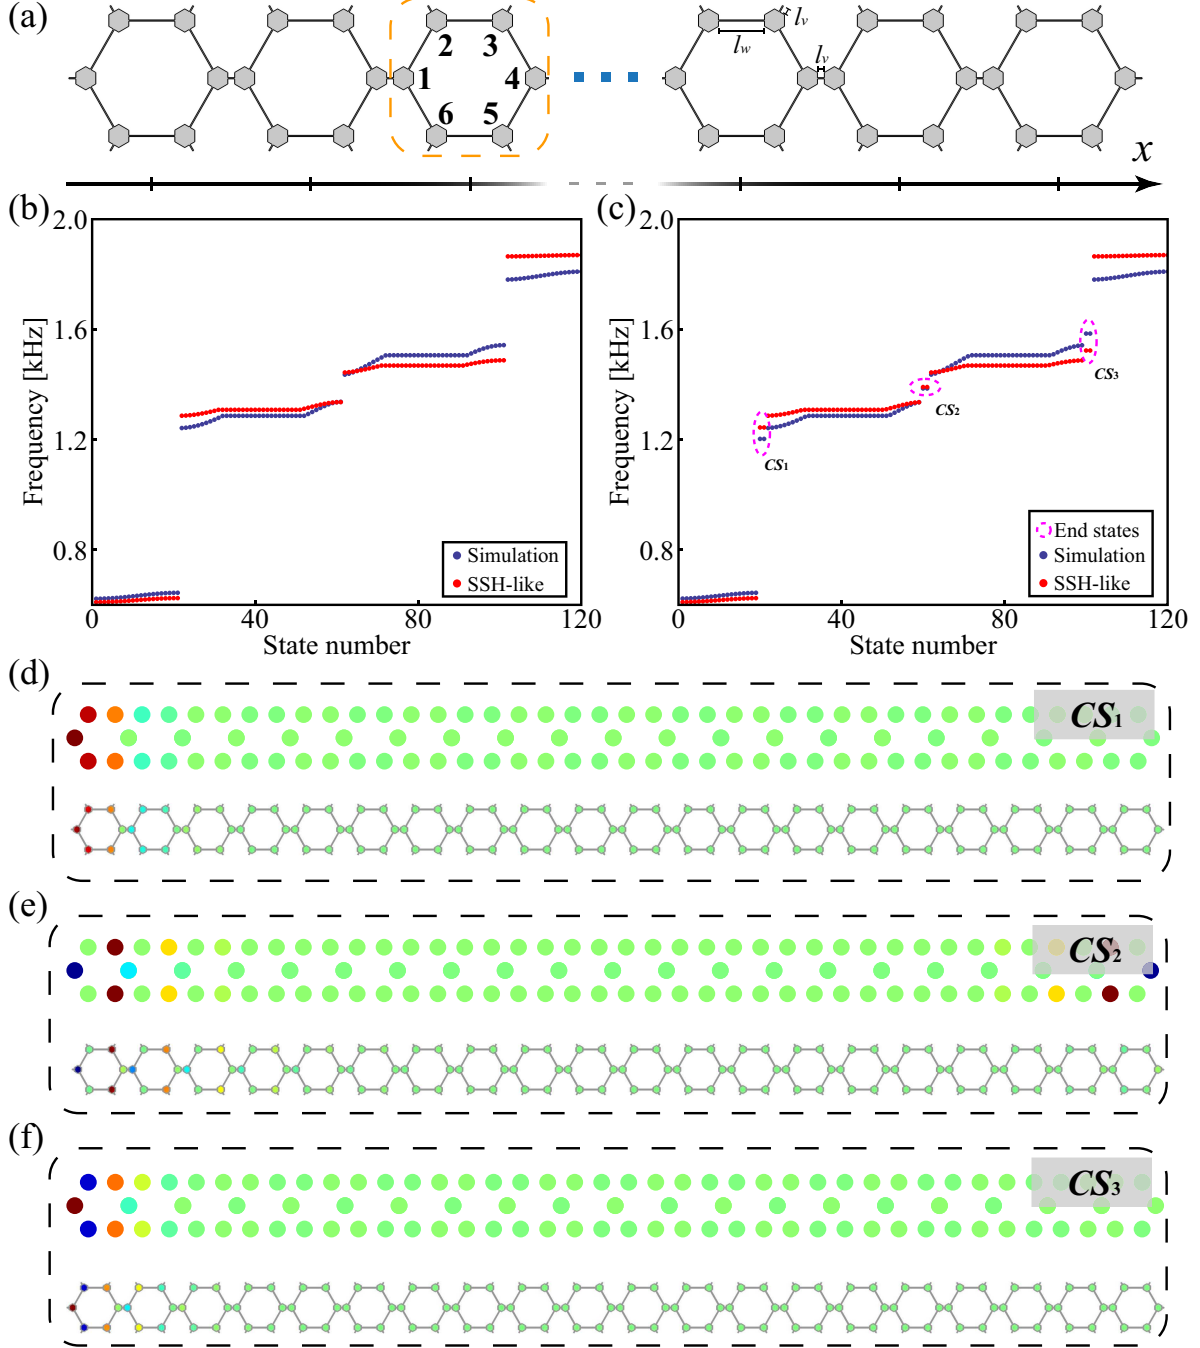 (a)
2 3
1 4
6 5
l_w
l_v
l_v
x
(b)
2.0
1.6
1.2
0.8
Frequency [kHz]
0 40 80 120
State number
Simulation
SSH-like
(c)
2.0
1.6
1.2
0.8
Frequency [kHz]
0 40 80 120
State number
CS1
CS2
CS3
End states
Simulation
SSH-like
(d)
CS1
(e)
CS2
(f)
CS3